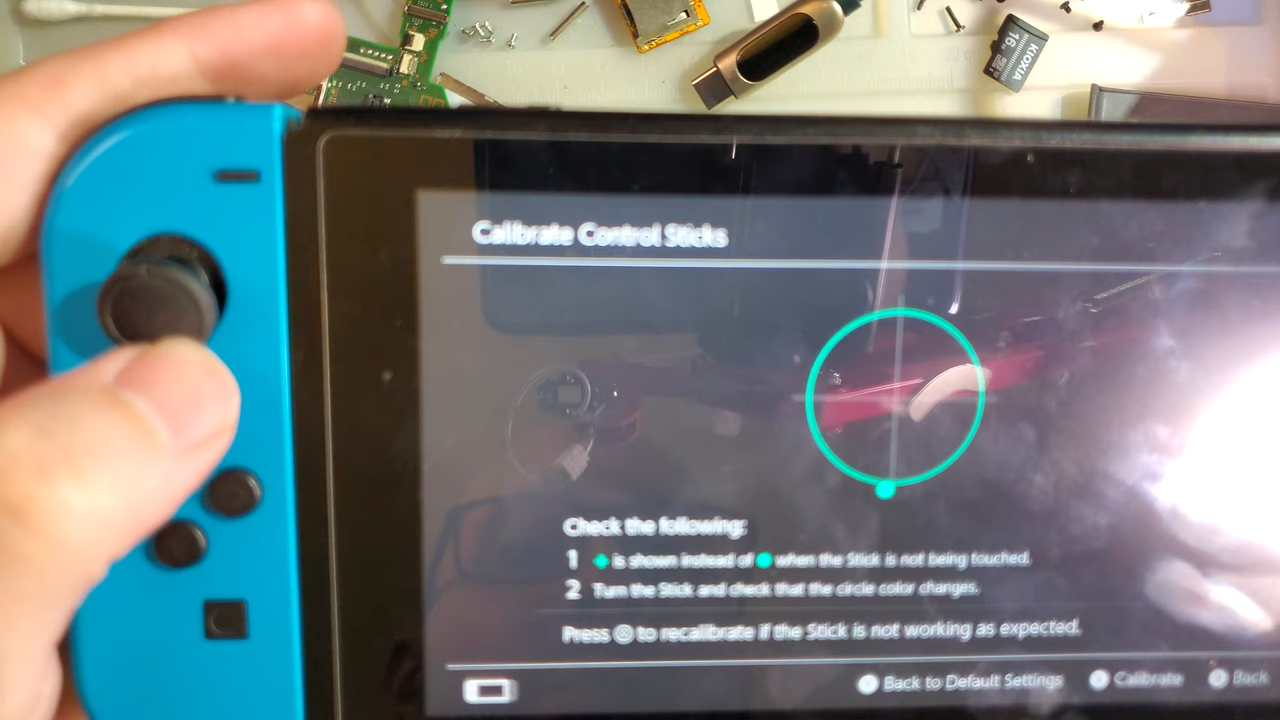 16
KIOXIA
Calibrate Control Sticks
Check the following:
1 is shown instead of when the Stick is not being touched.
2 Turn the Stick and check that the circle color changes.
Press Ⓧ to recalibrate if the Stick is not working as expected.
Back to Default Settings Calibrate Back